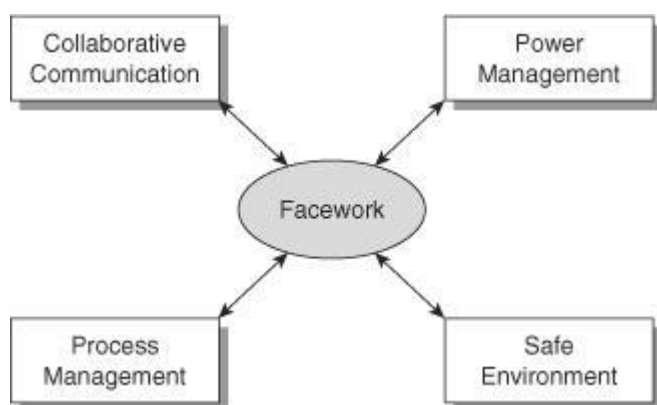 Collaborative
Communication
Power
Management
Facework
Process
Management
Safe
Environment